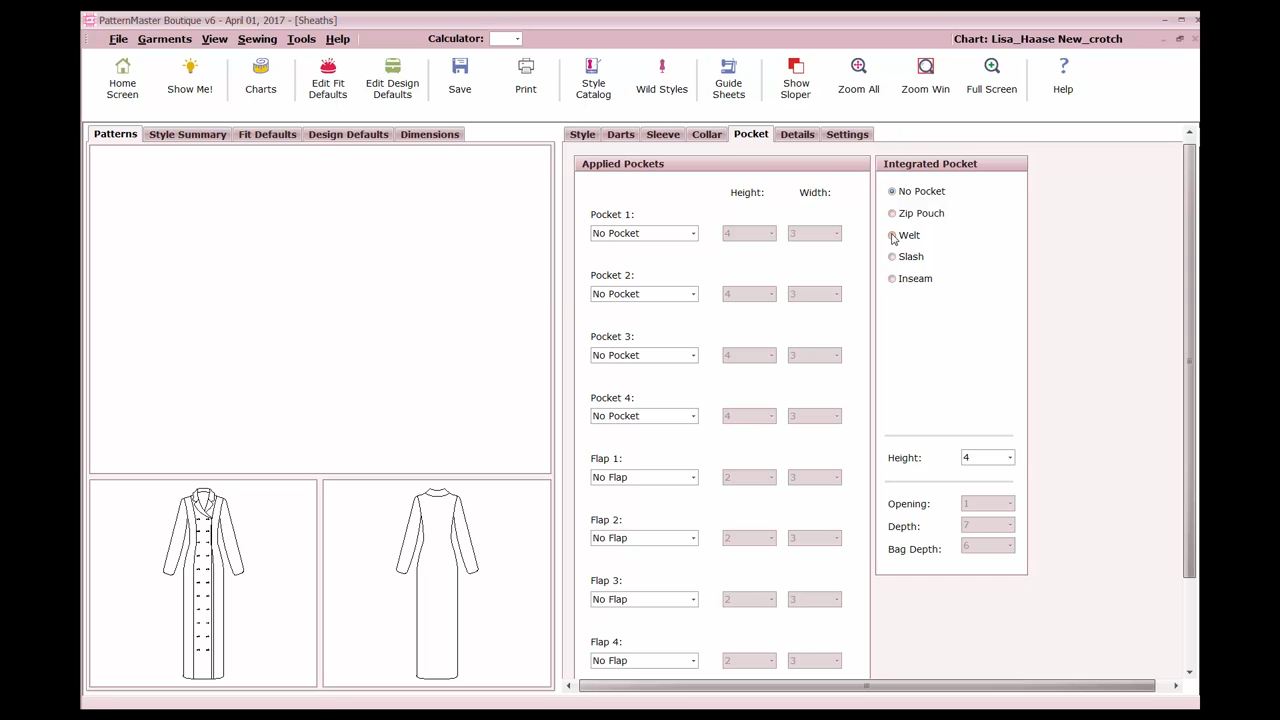 PatternMaster Boutique v6 - April 01, 2017 - [Sheaths]
File Garments View Sewing Tools Help Calculator: Chart: Lisa_Haase New_crotch
Home Screen Show Me! Charts Edit Fit Defaults Edit Design Defaults Save Print Style Catalog Wild Styles Guide Sheets Show Sloper Zoom All Zoom Win Full Screen Help
Patterns Style Summary Fit Defaults Design Defaults Dimensions
Style Darts Sleeve Collar Pocket Details Settings
Applied Pockets
Height: Width:
Pocket 1:
No Pocket 4 3
Pocket 2:
No Pocket 4 3
Pocket 3:
No Pocket 4 3
Pocket 4:
No Pocket 4 3
Flap 1:
No Flap 2 3
Flap 2:
No Flap 2 3
Flap 3:
No Flap 2 3
Flap 4:
No Flap 2 3
Integrated Pocket
No Pocket
Zip Pouch
Welt
Slash
Inseam
Height: 4
Opening: 1
Depth: 7
Bag Depth: 6